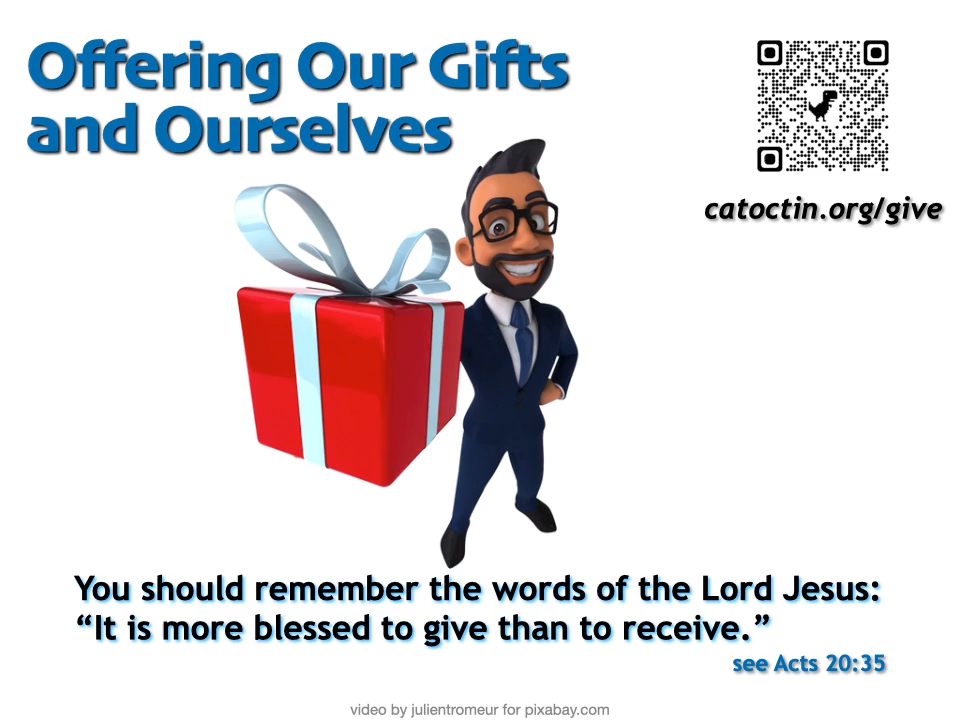 Offering Our Gifts
and Ourselves
catoctin.org/give
You should remember the words of the Lord Jesus:
“It is more blessed to give than to receive.”
see Acts 20:35
video by julientromeur for pixabay.com